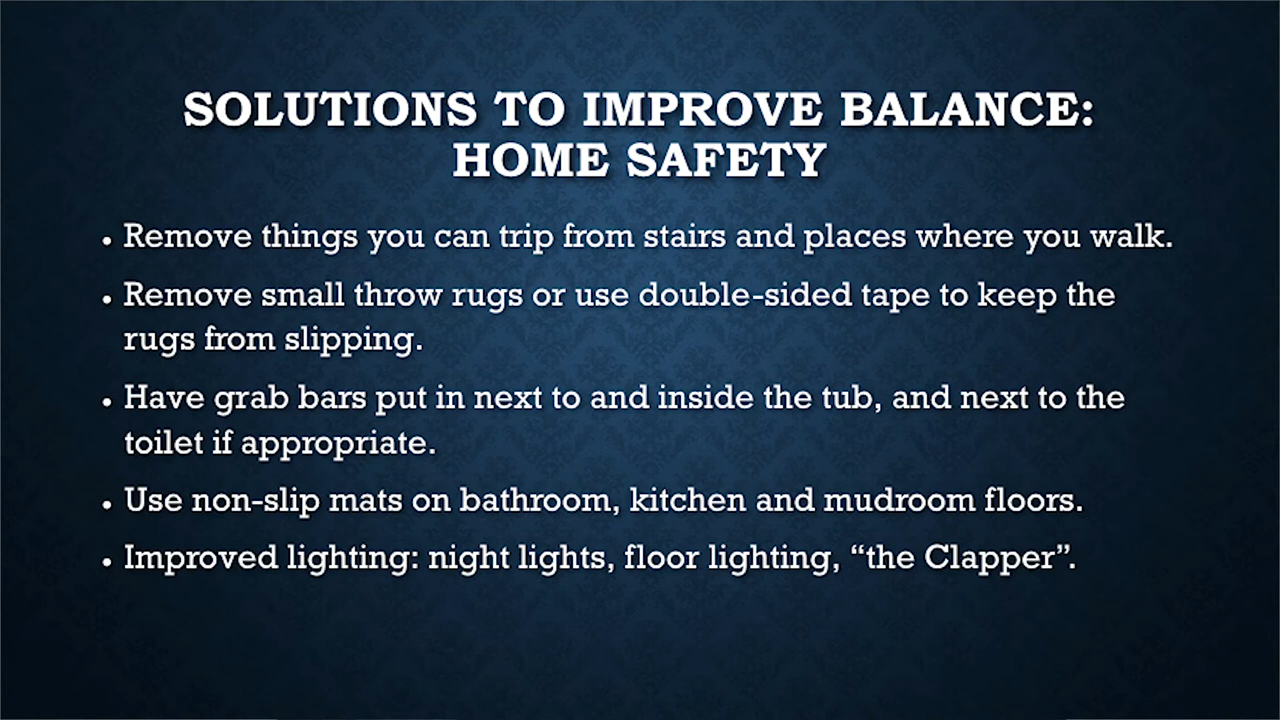 SOLUTIONS TO IMPROVE BALANCE:
HOME SAFETY
• Remove things you can trip from stairs and places where you walk.
• Remove small throw rugs or use double-sided tape to keep the
rugs from slipping.
• Have grab bars put in next to and inside the tub, and next to the
toilet if appropriate.
• Use non-slip mats on bathroom, kitchen and mudroom floors.
• Improved lighting: night lights, floor lighting, “the Clapper”.